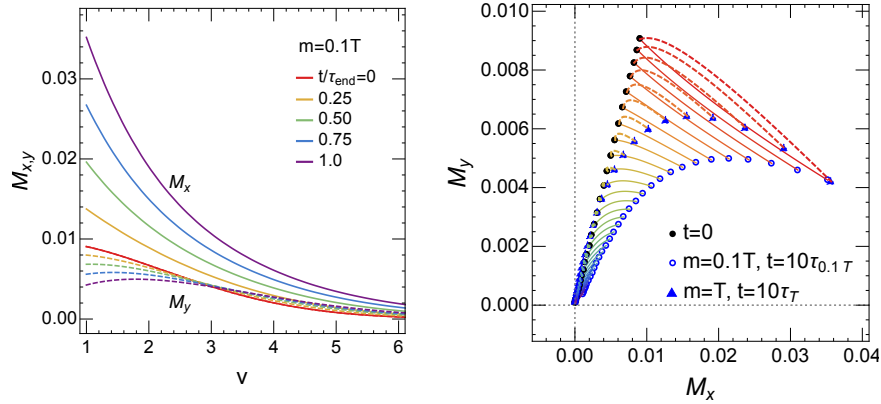 m=0.1T
t/τend=0
0.25
0.50
0.75
1.0
Mx
My
0.03
0.02
0.01
0.00
Mx,y
1 2 3 4 5 6
v
0.010
0.008
0.006
0.004
0.002
0.000
My
t=0
m=0.1T, t=10τ0.1T
m=T, t=10τT
0.00 0.01 0.02 0.03 0.04
Mx